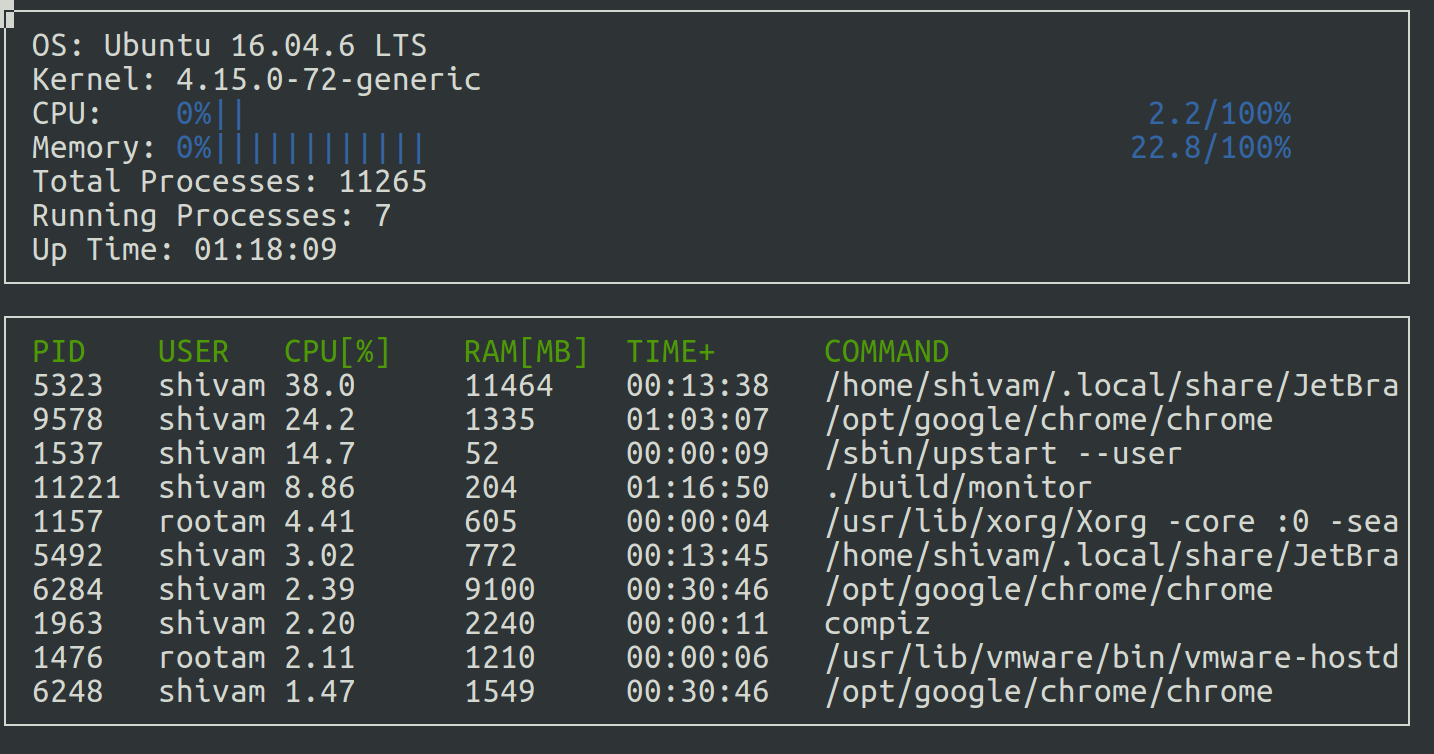 OS: Ubuntu 16.04.6 LTS
Kernel: 4.15.0-72-generic
CPU: 0%|| 2.2/100%
Memory: 0%|||||||||||| 22.8/100%
Total Processes: 11265
Running Processes: 7
Up Time: 01:18:09
PID USER CPU[%] RAM[MB] TIME+ COMMAND
5323 shivam 38.0 11464 00:13:38 /home/shivam/.local/share/JetBra
9578 shivam 24.2 1335 01:03:07 /opt/google/chrome/chrome
1537 shivam 14.7 52 00:00:09 /sbin/upstart --user
11221 shivam 8.86 204 01:16:50 ./build/monitor
1157 rootam 4.41 605 00:00:04 /usr/lib/xorg/Xorg -core :0 -sea
5492 shivam 3.02 772 00:13:45 /home/shivam/.local/share/JetBra
6284 shivam 2.39 9100 00:30:46 /opt/google/chrome/chrome
1963 shivam 2.20 2240 00:00:11 compiz
1476 rootam 2.11 1210 00:00:06 /usr/lib/vmware/bin/vmware-hostd
6248 shivam 1.47 1549 00:30:46 /opt/google/chrome/chrome